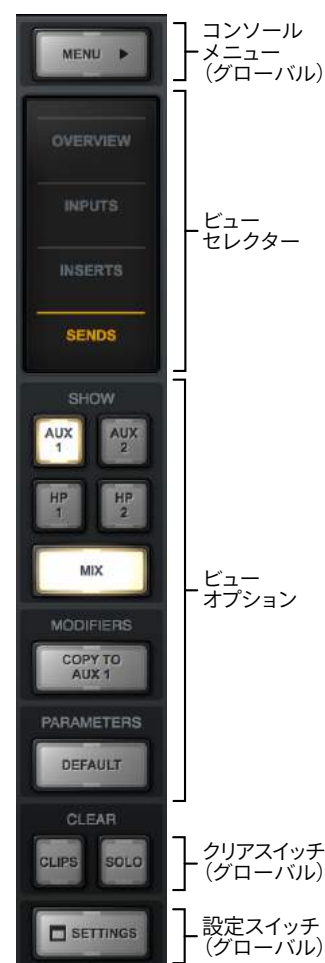 MENU
コンソール
メニュー
（グローバル）
OVERVIEW
INPUTS
INSERTS
SENDS
ビュー
セレクター
SHOW
AUX
1
AUX
2
HP
1
HP
2
MIX
MODIFIERS
COPY TO
AUX 1
PARAMETERS
DEFAULT
ビュー
オプション
CLEAR
CLIPS
SOLO
クリアスイッチ
（グローバル）
SETTINGS
設定スイッチ
（グローバル）